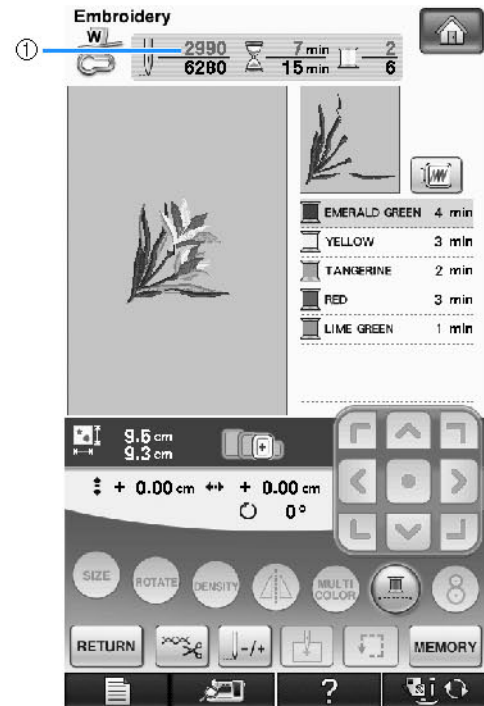 Embroidery
1
W
2990 7 min 2
6280 15 min 6
EMERALD GREEN 4 min
YELLOW 3 min
TANGERINE 2 min
RED 3 min
LIME GREEN 1 min
9.6 cm
9.3 cm
+ 0.00 cm + 0.00 cm
0°
SIZE ROTATE DENSITY MULTI COLOR 8
RETURN -/+ MEMORY
? i